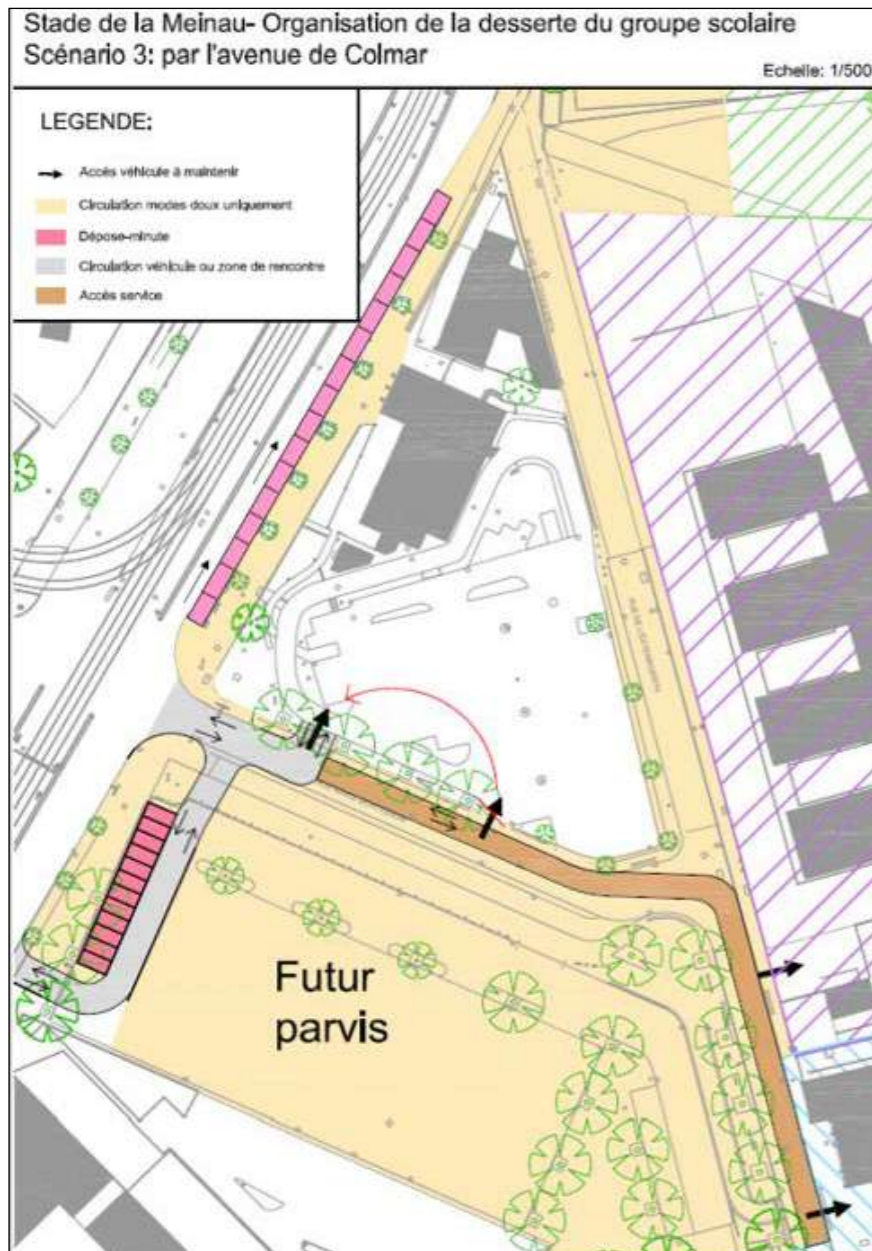 Stade de la Meinau- Organisation de la desserte du groupe scolaire
Scénario 3: par l'avenue de Colmar
Echelle: 1/500
LEGENDE:
Accès véhicule à maintenir
Circulation modes doux uniquement
Dépose-minute
Circulation véhicule ou zone de rencontre
Accès service
Futur
parvis